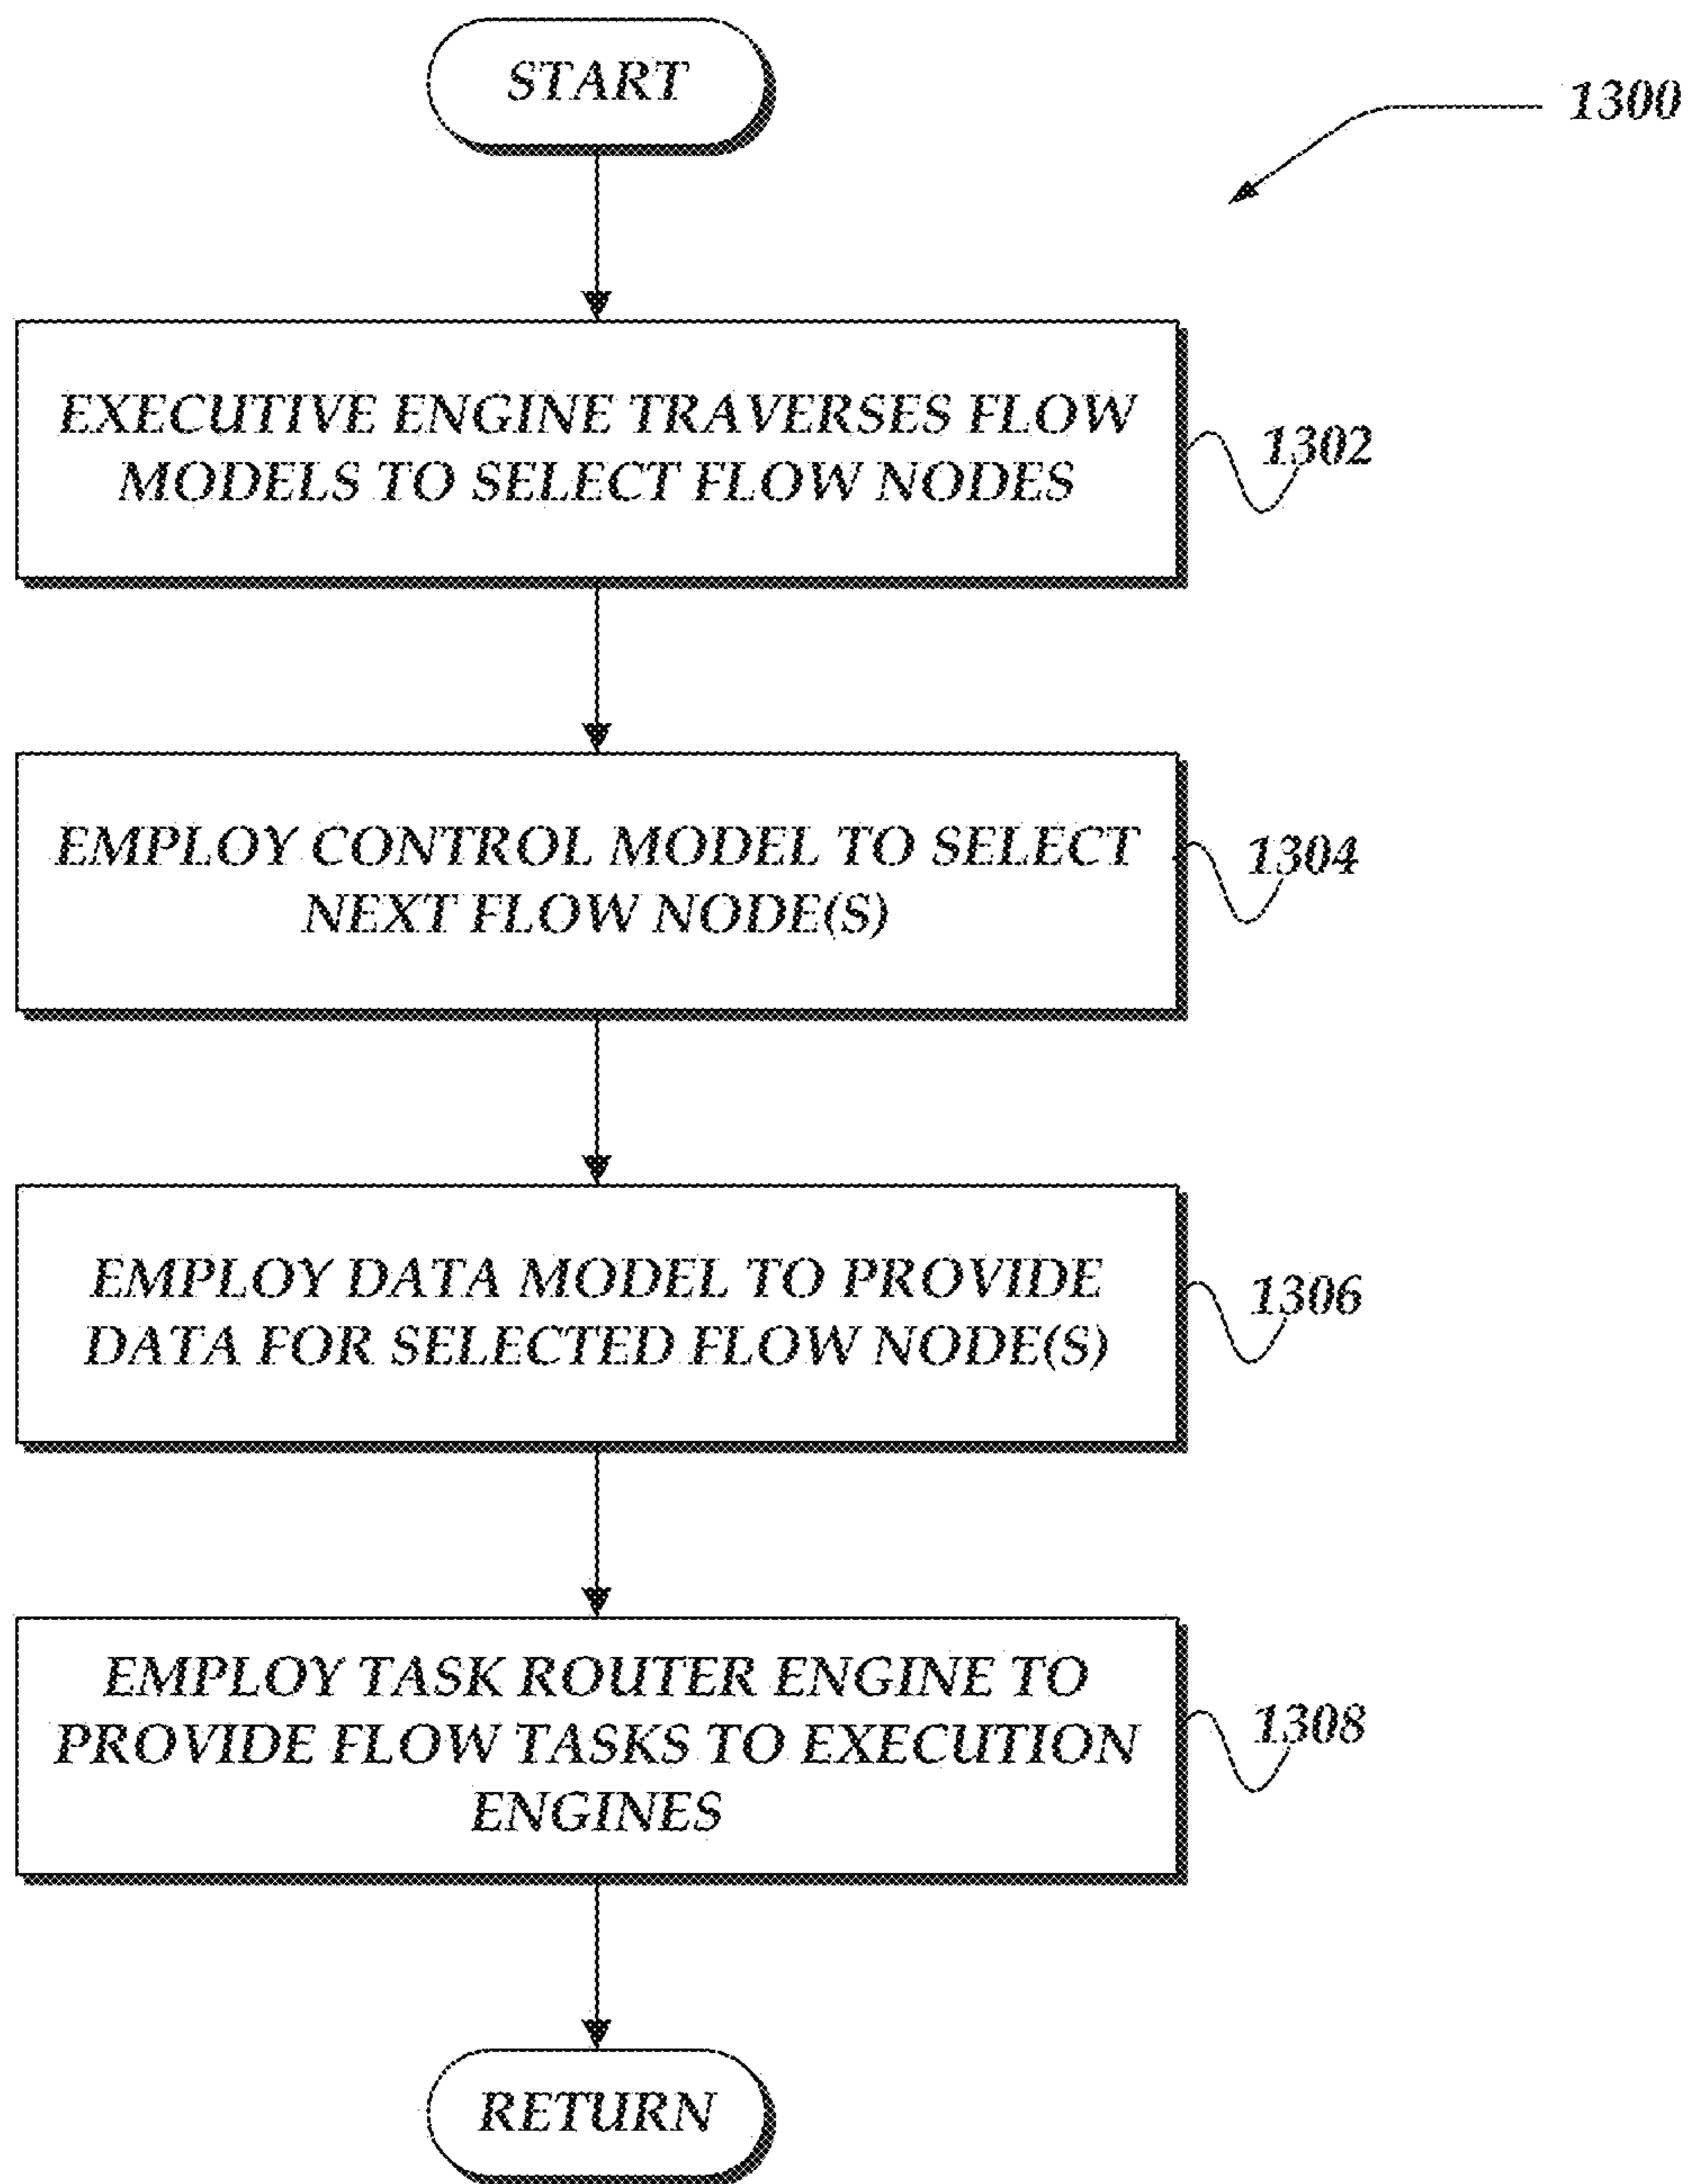 START
1300
EXECUTIVE ENGINE TRAVERSES FLOW
MODELS TO SELECT FLOW NODES
1302
EMPLOY CONTROL MODEL TO SELECT
NEXT FLOW NODE(S)
1304
EMPLOY DATA MODEL TO PROVIDE
DATA FOR SELECTED FLOW NODE(S)
1306
EMPLOY TASK ROUTER ENGINE TO
PROVIDE FLOW TASKS TO EXECUTION
ENGINES
1308
RETURN